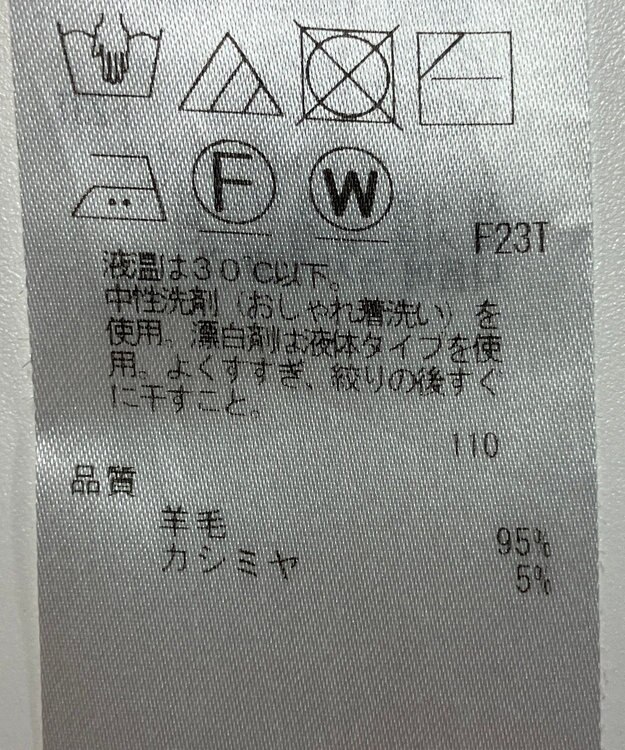 F W
F23T
液温は30℃以下。
中性洗剤（おしゃれ着洗い）を
使用。漂白剤は液体タイプを使
用。よくすすぎ、絞りの後すぐ
に干すこと。
110
品質
羊毛 95%
カシミヤ 5%